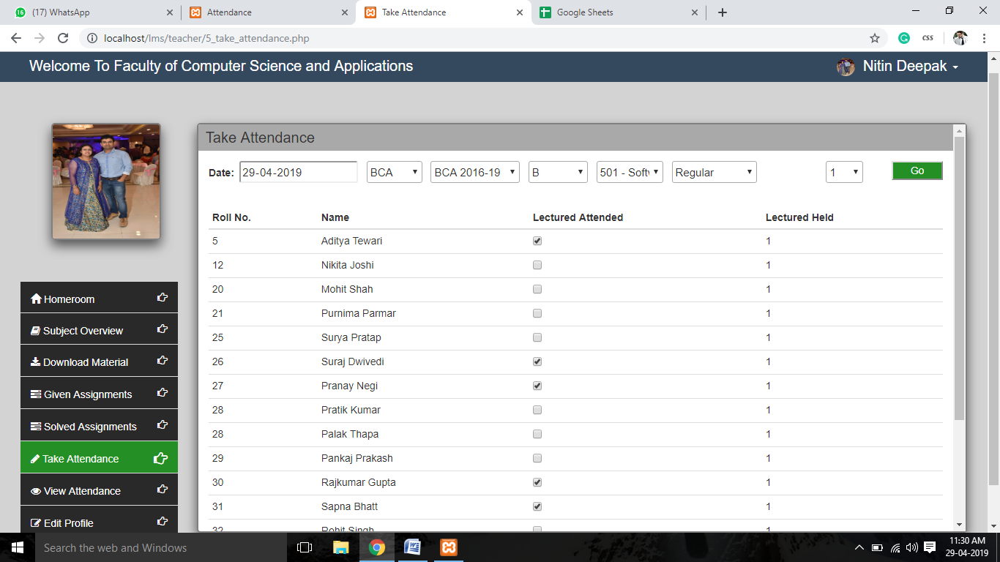 (17) WhatsApp
Attendance
Take Attendance
Google Sheets
localhost/lms/teacher/5_take_attendance.php
css
Welcome To Faculty of Computer Science and Applications
Nitin Deepak
Take Attendance
Date: 29-04-2019 BCA BCA 2016-19 B 501 - Soft Regular 1 Go
Roll No. Name Lectured Attended Lectured Held
5 Aditya Tewari 1
12 Nikita Joshi 1
20 Mohit Shah 1
21 Purnima Parmar 1
25 Surya Pratap 1
26 Suraj Dwivedi 1
27 Pranay Negi 1
28 Pratik Kumar 1
28 Palak Thapa 1
29 Pankaj Prakash 1
30 Rajkumar Gupta 1
31 Sapna Bhatt 1
32 Rohit Singh 1
Homeroom
Subject Overview
Download Material
Given Assignments
Solved Assignments
Take Attendance
View Attendance
Edit Profile
Search the web and Windows
11:30 AM
29-04-2019